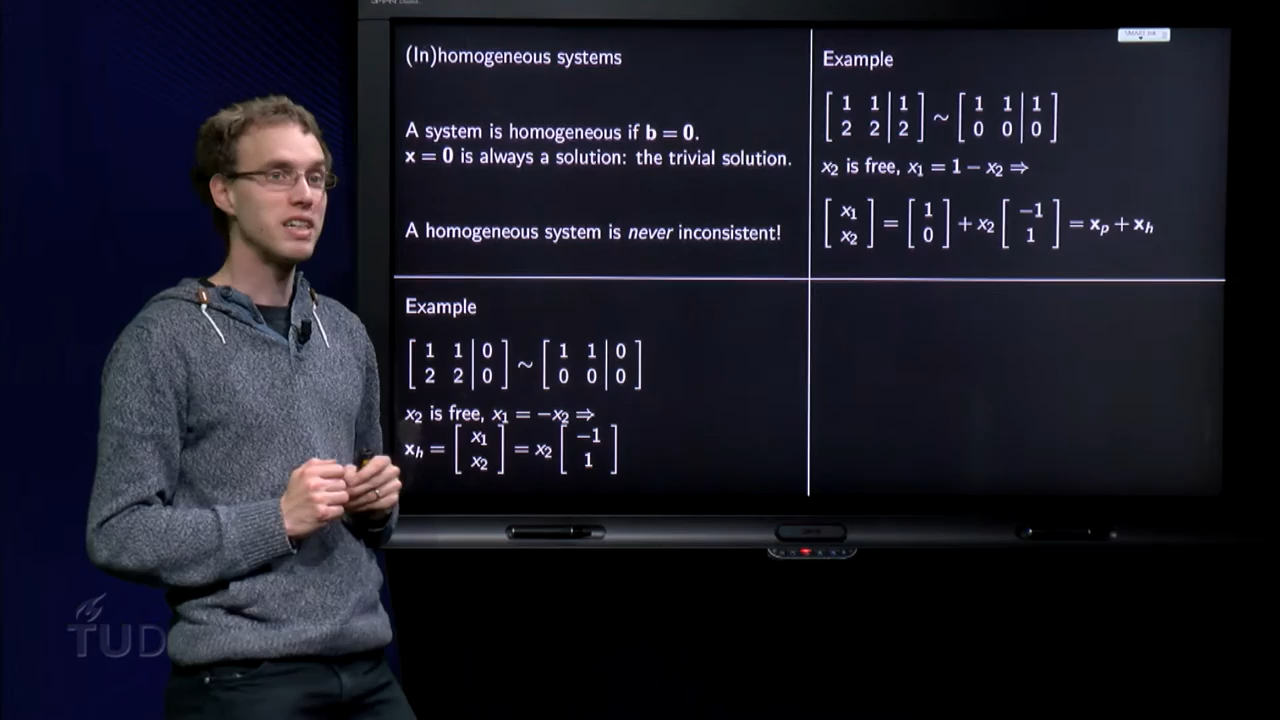 (In)homogeneous systems
A system is homogeneous if b = 0.
x = 0 is always a solution: the trivial solution.
A homogeneous system is never inconsistent!
Example
[ 1 1 | 1 ] ~ [ 1 1 | 1 ]
[ 2 2 | 2 ]   [ 0 0 | 0 ]
x₂ is free, x₁ = 1 − x₂ ⇒
[ x₁ ] = [ 1 ] + x₂ [ −1 ] = xₚ + xₕ
[ x₂ ]   [ 0 ]      [ 1 ]
Example
[ 1 1 | 0 ] ~ [ 1 1 | 0 ]
[ 2 2 | 0 ]   [ 0 0 | 0 ]
x₂ is free, x₁ = −x₂ ⇒
xₕ = [ x₁ ] = x₂ [ −1 ]
     [ x₂ ]      [ 1 ]
TUD